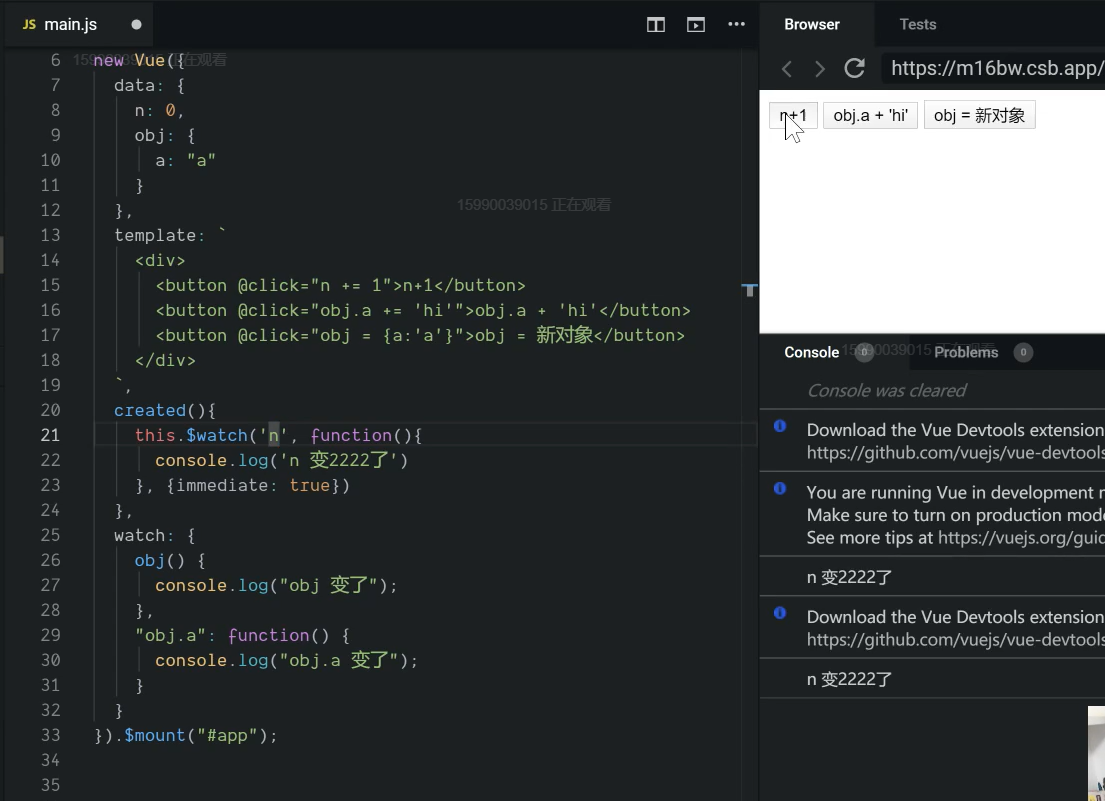 JS main.js
6 new Vue({
7 data: {
8 n: 0,
9 obj: {
10 a: "a"
11 }
12 },
13 template: `
14 <div>
15 <button @click="n += 1">n+1</button>
16 <button @click="obj.a += 'hi'">obj.a + 'hi'</button>
17 <button @click="obj = {a:'a'}">obj = 新对象</button>
18 </div>
19 `,
20 created(){
21 this.$watch('n', function(){
22 console.log('n 变2222了')
23 }, {immediate: true})
24 },
25 watch: {
26 obj() {
27 console.log("obj 变了");
28 },
29 "obj.a": function() {
30 console.log("obj.a 变了");
31 }
32 }
33 }).$mount("#app");
34
35
15990039015 正在观看
15990039015 正在观看
Browser Tests
https://m16bw.csb.app/
n+1 obj.a + 'hi' obj = 新对象
Console 0 Problems 0
15990039015 正在观看
Console was cleared
Download the Vue Devtools extension
https://github.com/vuejs/vue-devtools
You are running Vue in development m
Make sure to turn on production mode
See more tips at https://vuejs.org/guid
n 变2222了
Download the Vue Devtools extension
https://github.com/vuejs/vue-devtools
n 变2222了